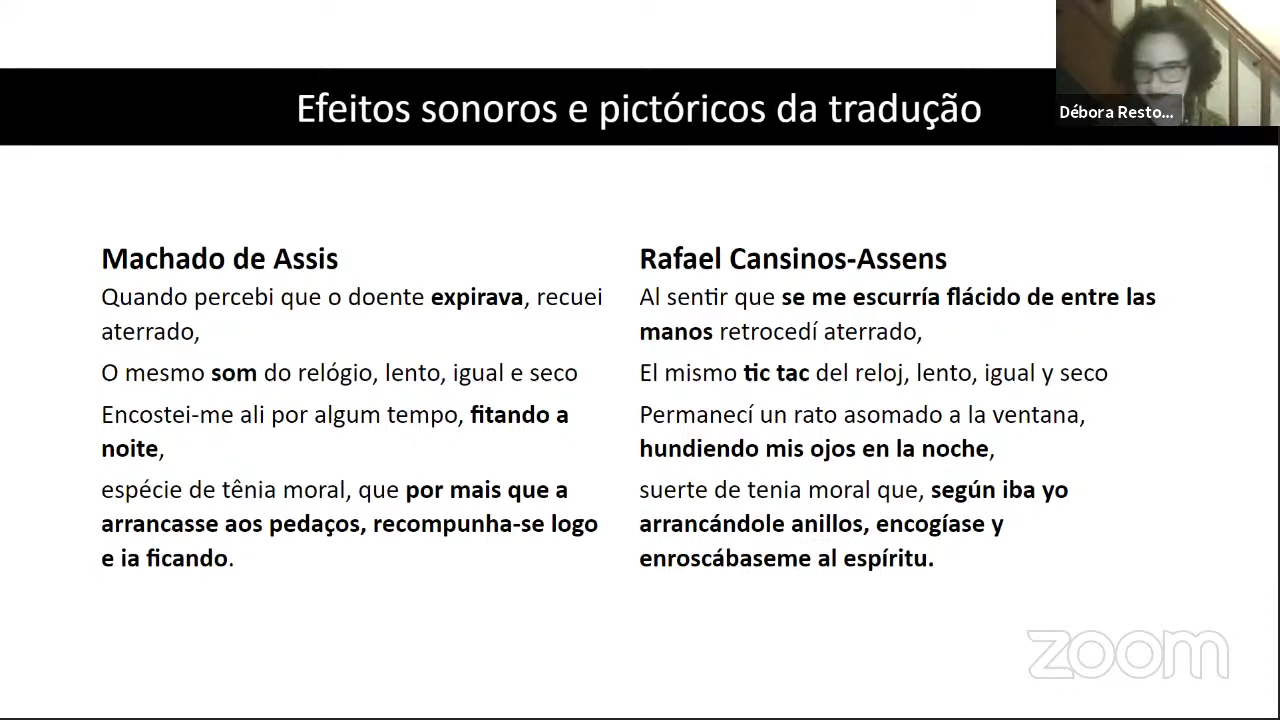 Efeitos sonoros e pictóricos da tradução
Débora Resto...
Machado de Assis
Quando percebi que o doente expirava, recuei
aterrado,
O mesmo som do relógio, lento, igual e seco
Encostei-me ali por algum tempo, fitando a
noite,
espécie de tênia moral, que por mais que a
arrancasse aos pedaços, recompunha-se logo
e ia ficando.
Rafael Cansinos-Assens
Al sentir que se me escurría flácido de entre las
manos retrocedí aterrado,
El mismo tic tac del reloj, lento, igual y seco
Permanecí un rato asomado a la ventana,
hundiendo mis ojos en la noche,
suerte de tenia moral que, según iba yo
arrancándole anillos, encogíase y
enroscábaseme al espíritu.
zoom